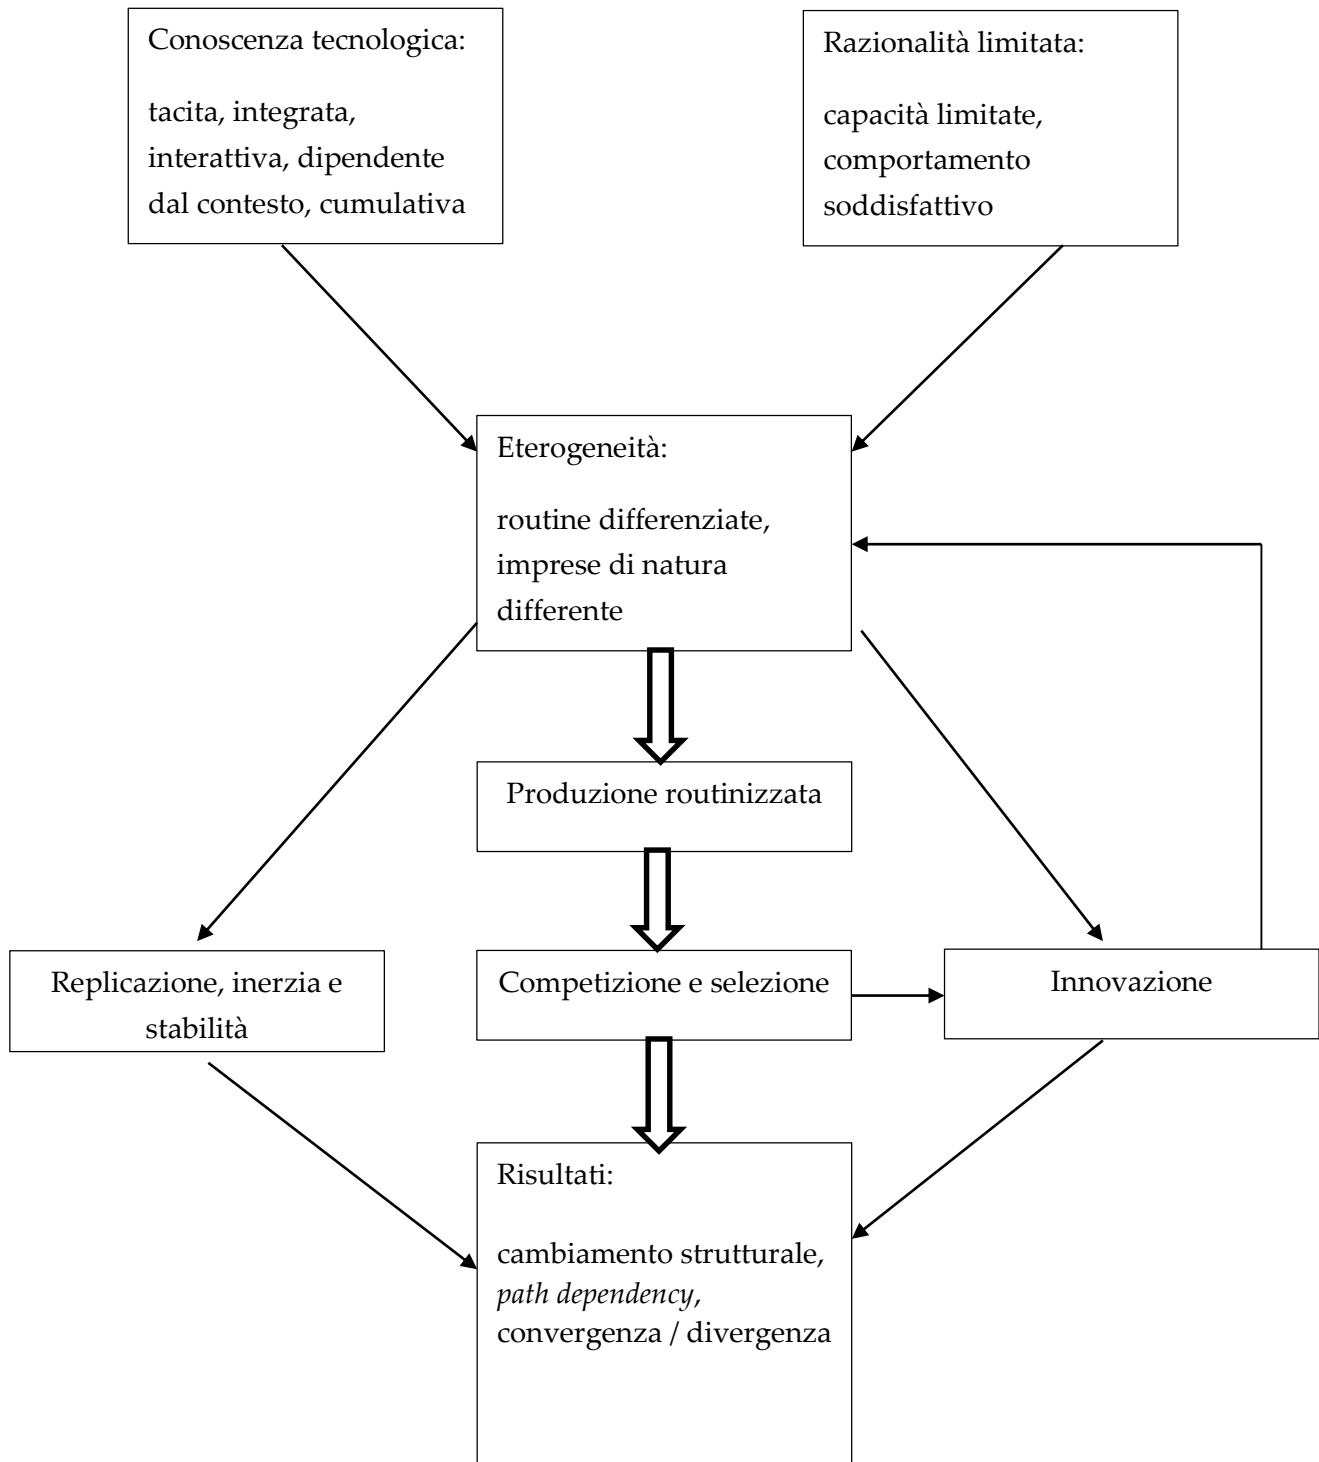 Conoscenza tecnologica:
tacita, integrata,
interattiva, dipendente
dal contesto, cumulativa
Razionalità limitata:
capacità limitate,
comportamento
soddisfattivo
Eterogeneità:
routine differenziate,
imprese di natura
differente
Produzione routinizzata
Replicazione, inerzia e
stabilità
Competizione e selezione
Innovazione
Risultati:
cambiamento strutturale,
path dependency,
convergenza / divergenza